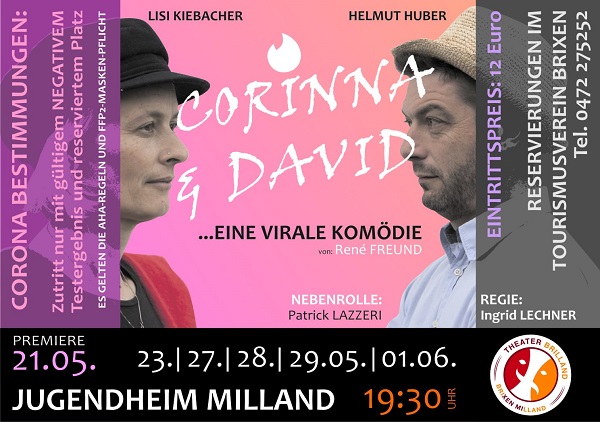 CORONA BESTIMMUNGEN:
Zutritt nur mit gültigem NEGATIVEM
Testergebnis und reserviertem Platz
ES GELTEN DIE AHA-REGELN UND FFP2-MASKEN-PFLICHT
LISI KIEBACHER
HELMUT HUBER
CORINNA
& DAVID
...EINE VIRALE KOMÖDIE
von: René FREUND
NEBENROLLE:
Patrick LAZZERI
REGIE:
Ingrid LECHNER
EINTRITTSPREIS: 12 Euro
RESERVIERUNGEN IM
TOURISMUSVEREIN BRIXEN
Tel. 0472 275252
PREMIERE
21.05. 23.| 27.| 28.| 29.05.| 01.06.
JUGENDHEIM MILLAND 19:30 UHR
THEATER BRILLAND
BRIXEN MILLAND